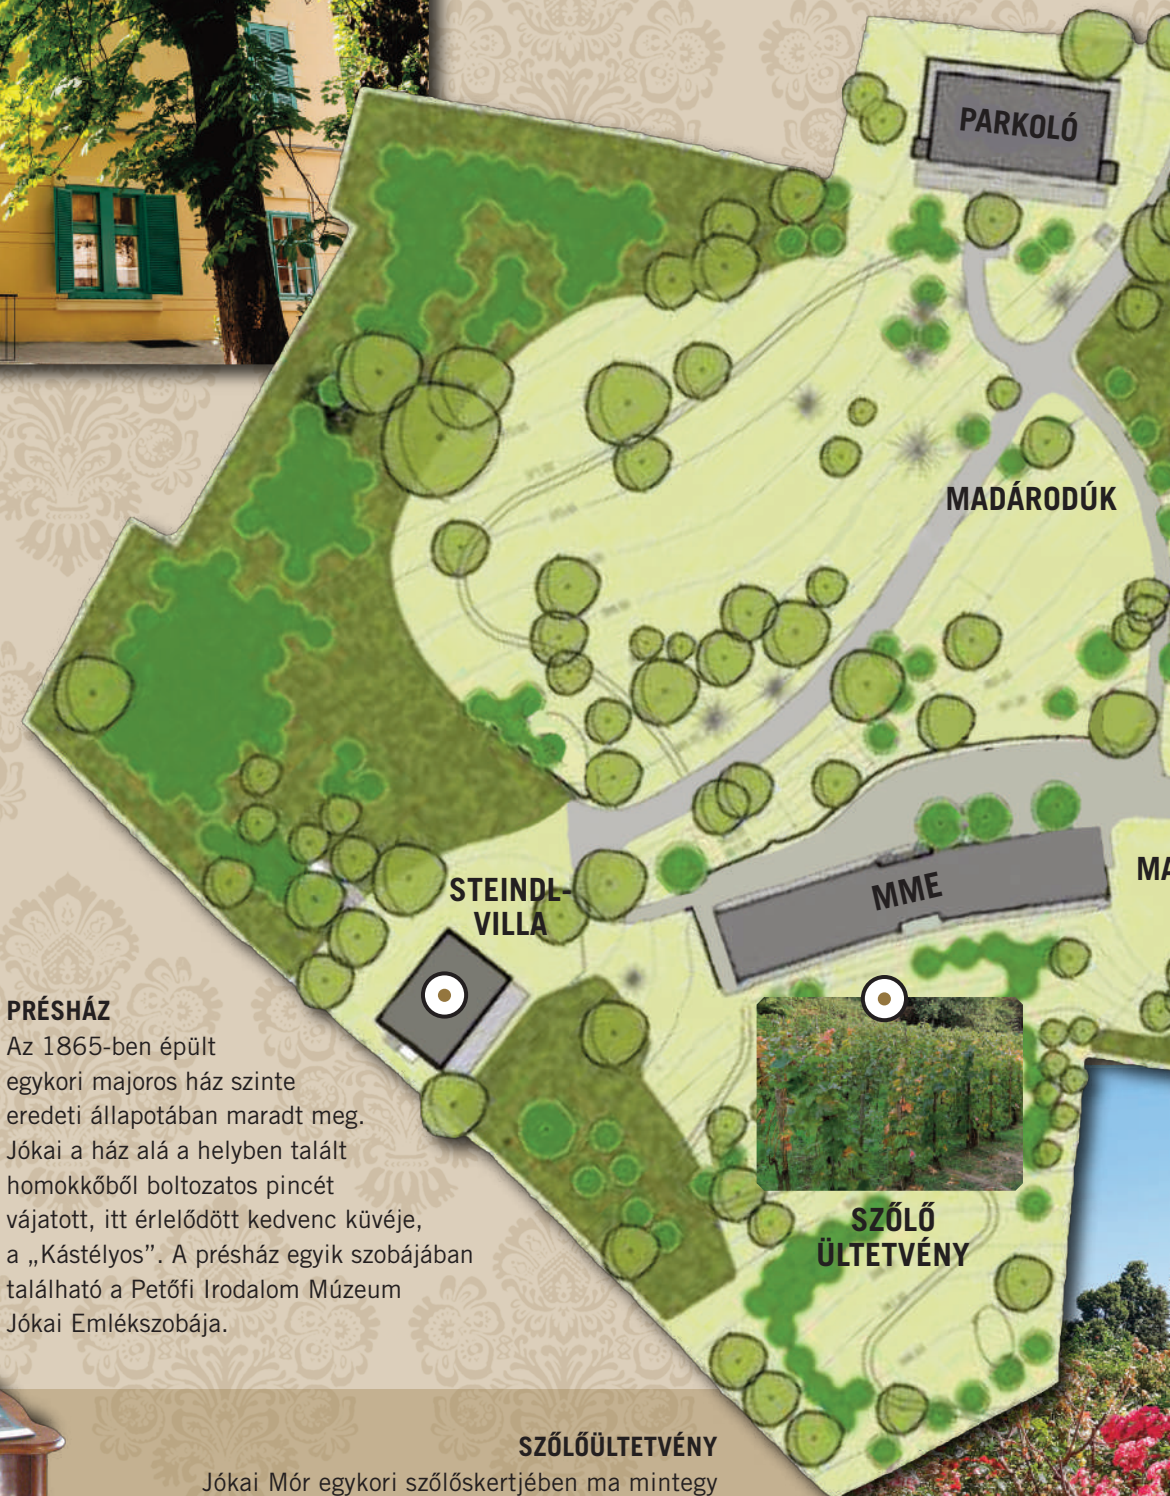 PARKOLÓ
MADÁRODÚK
STEINDL-
VILLA
MME
MA
SZŐLŐ
ÜLTETVÉNY
PRÉSHÁZ
Az 1865-ben épült
egykori majoros ház szinte
eredeti állapotában maradt meg.
Jókai a ház alá a helyben talált
homokkőből boltozatos pincét
vájatott, itt érlelődött kedvenc küvéje,
a „Kástélyos”. A présház egyik szobájában
található a Petőfi Irodalom Múzeum
Jókai Emlékszobája.
SZŐLŐÜLTETVÉNY
Jókai Mór egykori szőlőskertjében ma mintegy